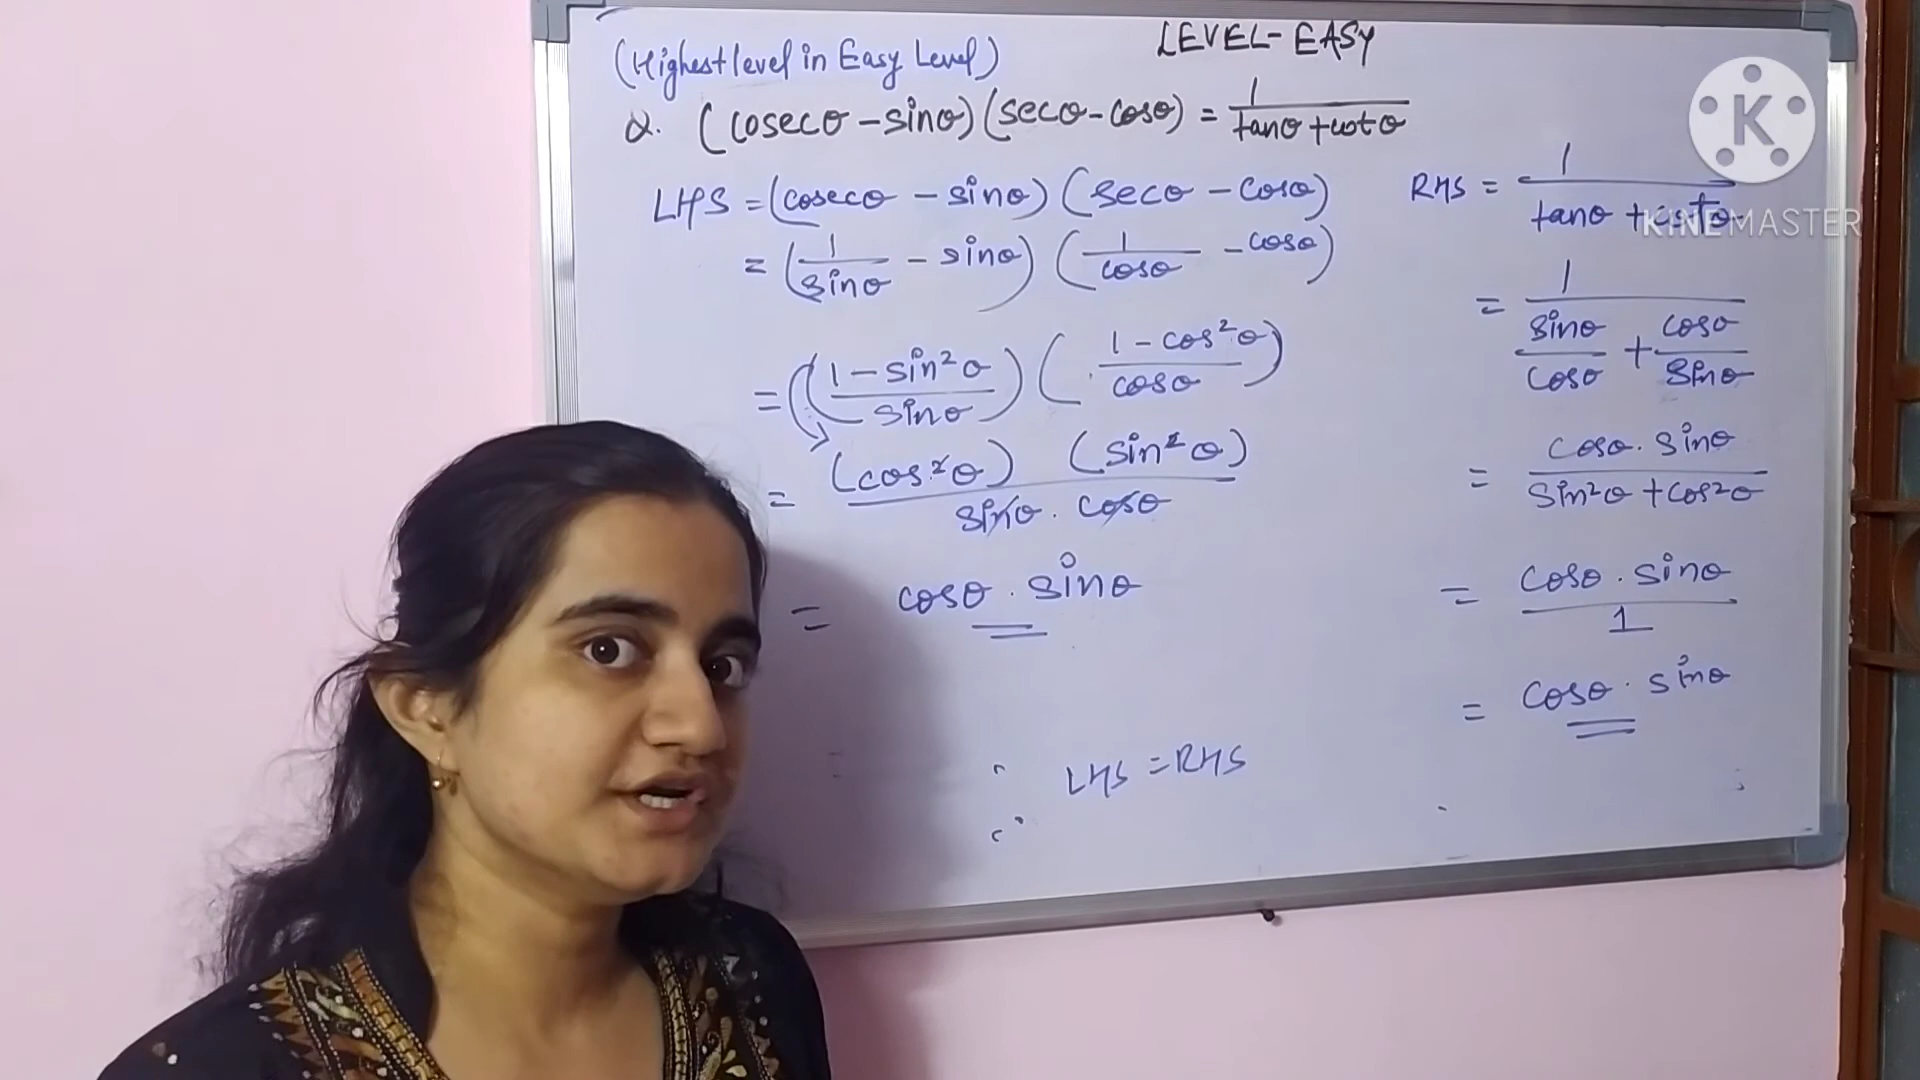 LEVEL-EASY
(Highest level in Easy Level)
Q. (cosecθ - sinθ)(secθ - cosθ) = 1/(tanθ + cotθ)
LHS = (cosecθ - sinθ)(secθ - cosθ)
= (1/sinθ - sinθ)(1/cosθ - cosθ)
= ((1 - sin²θ)/sinθ)((1 - cos²θ)/cosθ)
= (cos²θ)(sin²θ)/(sinθ . cosθ)
= cosθ . sinθ
RHS = 1/(tanθ + cotθ)
= 1/(sinθ/cosθ + cosθ/sinθ)
= cosθ . sinθ/(sin²θ + cos²θ)
= cosθ . sinθ/1
= cosθ . sinθ
∴ LHS = RHS
K
KINEMASTER